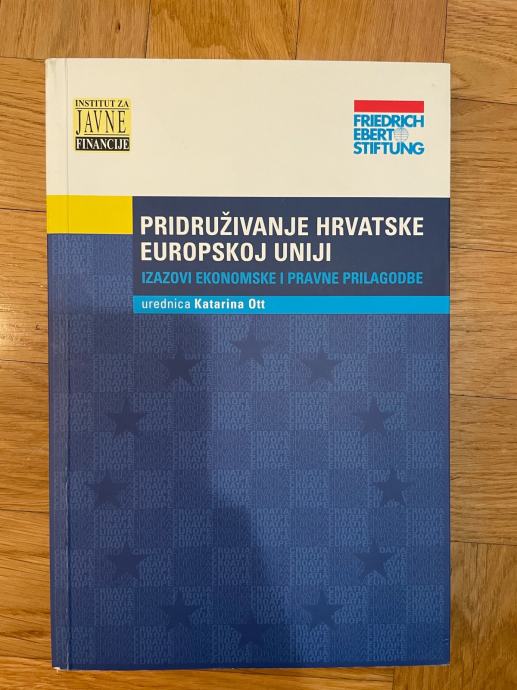 INSTITUT ZA
JAVNE
FINANCIJE
FRIEDRICH
EBERT
STIFTUNG
PRIDRUŽIVANJE HRVATSKE
EUROPSKOJ UNIJI
IZAZOVI EKONOMSKE I PRAVNE PRILAGODBE
urednica Katarina Ott